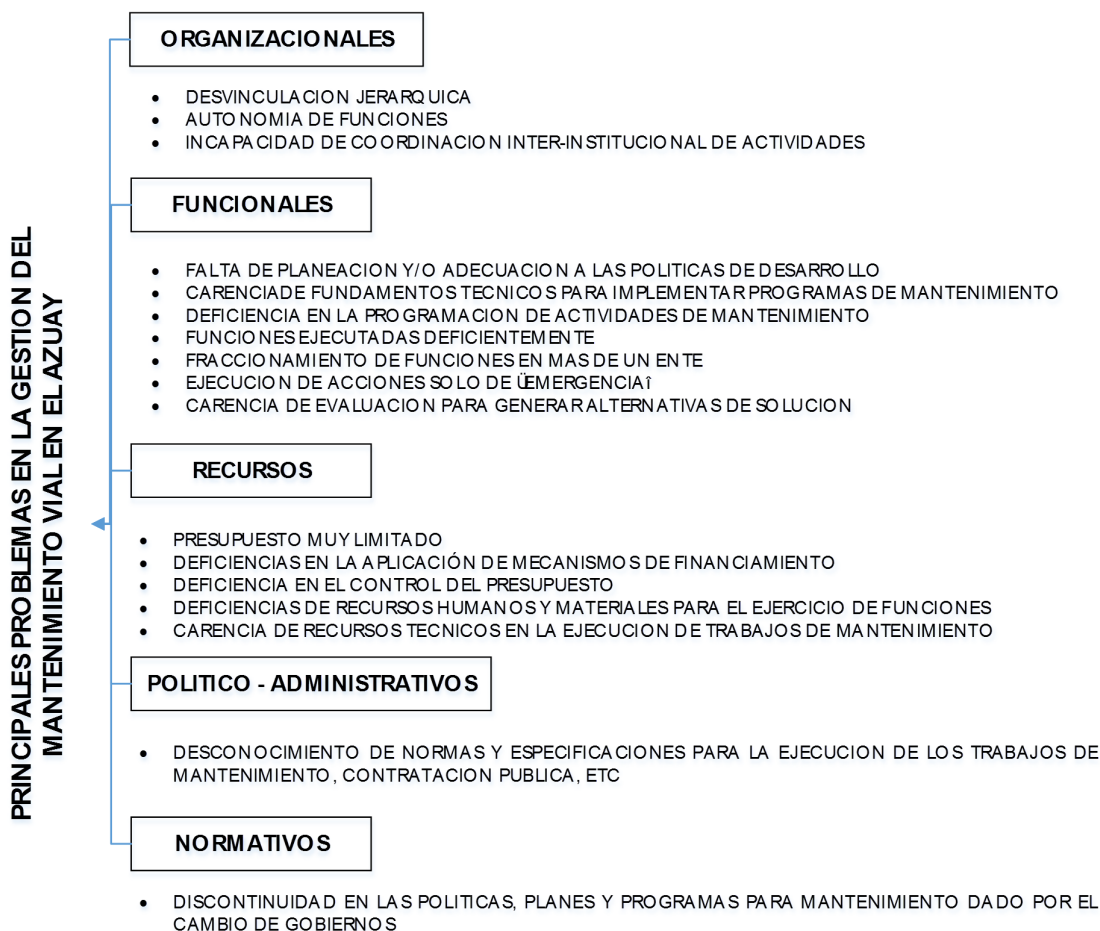 PRINCIPALES PROBLEMAS EN LA GESTION DEL
MANTENIMIENTO VIAL EN EL AZUAY
ORGANIZACIONALES
• DESVINCULACION JERARQUICA
• AUTONOMIA DE FUNCIONES
• INCAPACIDAD DE COORDINACION INTER-INSTITUCIONAL DE ACTIVIDADES
FUNCIONALES
• FALTA DE PLANEACION Y/O ADECUACION A LAS POLITICAS DE DESARROLLO
• CARENCIADE FUNDAMENTOS TECNICOS PARA IMPLEMENTAR PROGRAMAS DE MANTENIMIENTO
• DEFICIENCIA EN LA PROGRAMACION DE ACTIVIDADES DE MANTENIMIENTO
• FUNCIONES EJECUTADAS DEFICIENTEMENTE
• FRACCIONAMIENTO DE FUNCIONES EN MAS DE UN ENTE
• EJECUCION DE ACCIONES SOLO DE ÜEMERGENCIAî
• CARENCIA DE EVALUACION PARA GENERAR ALTERNATIVAS DE SOLUCION
RECURSOS
• PRESUPUESTO MUY LIMITADO
• DEFICIENCIAS EN LA APLICACIÓN DE MECANISMOS DE FINANCIAMIENTO
• DEFICIENCIA EN EL CONTROL DEL PRESUPUESTO
• DEFICIENCIAS DE RECURSOS HUMANOS Y MATERIALES PARA EL EJERCICIO DE FUNCIONES
• CARENCIA DE RECURSOS TECNICOS EN LA EJECUCION DE TRABAJOS DE MANTENIMIENTO
POLITICO - ADMINISTRATIVOS
• DESCONOCIMIENTO DE NORMAS Y ESPECIFICACIONES PARA LA EJECUCION DE LOS TRABAJOS DE
MANTENIMIENTO, CONTRATACION PUBLICA, ETC
NORMATIVOS
• DISCONTINUIDAD EN LAS POLITICAS, PLANES Y PROGRAMAS PARA MANTENIMIENTO DADO POR EL
CAMBIO DE GOBIERNOS